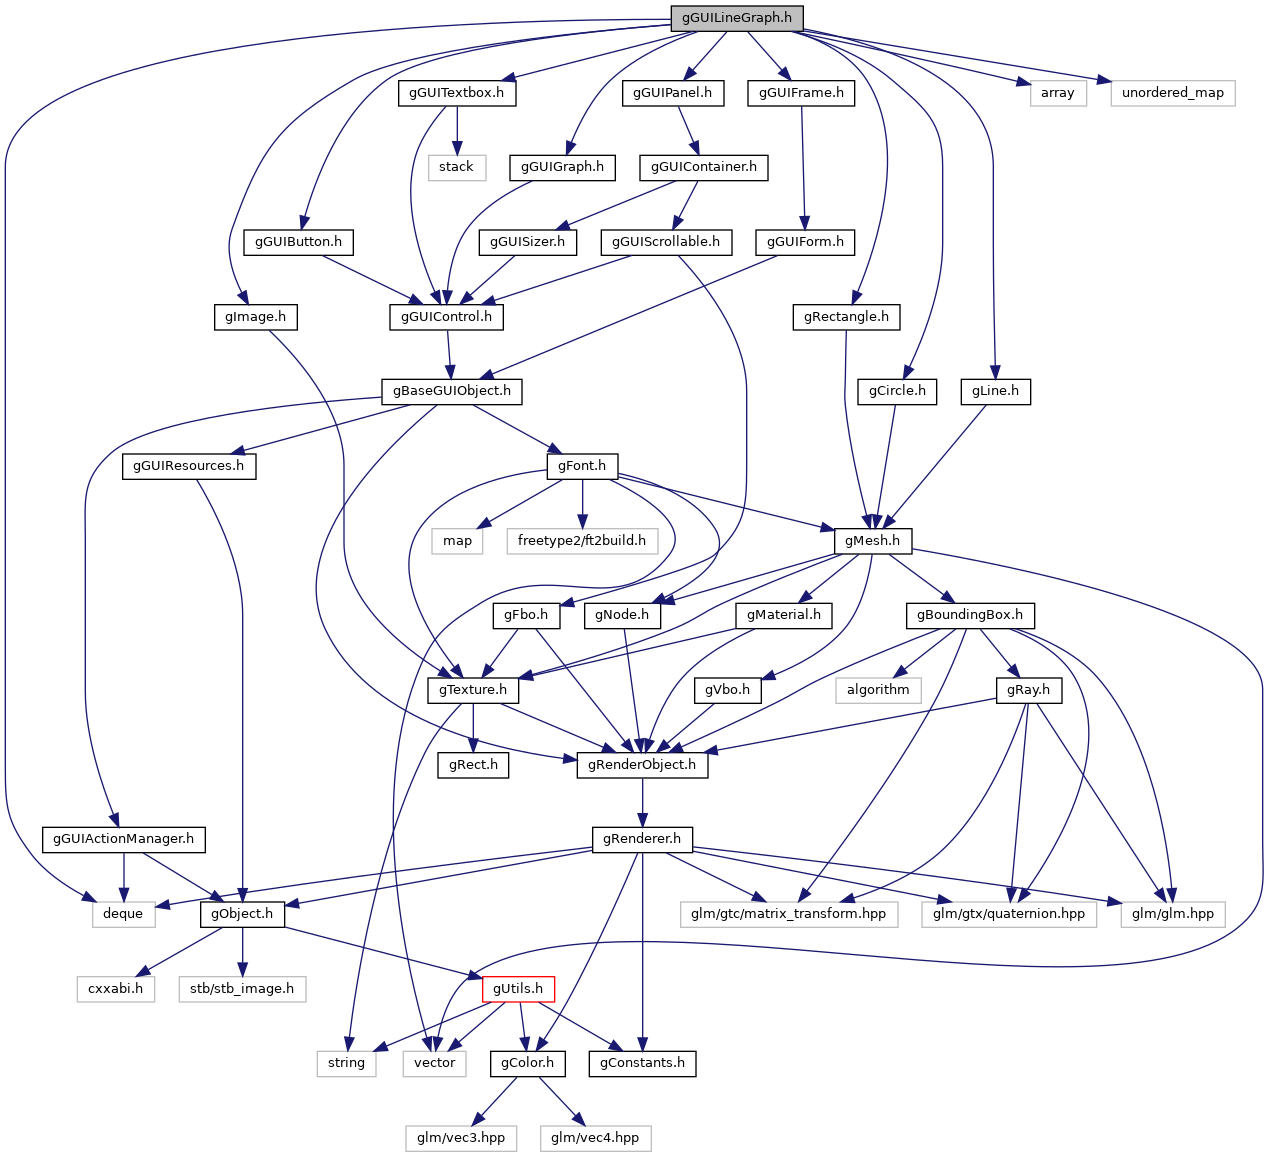 gGUILineGraph.h
gGUITextbox.h
gGUIPanel.h
gGUIFrame.h
array
unordered_map
stack
gGUIGraph.h
gGUIContainer.h
gGUIButton.h
gGUISizer.h
gGUIScrollable.h
gGUIForm.h
gImage.h
gGUIControl.h
gRectangle.h
gBaseGUIObject.h
gCircle.h
gLine.h
gGUIResources.h
gFont.h
map
freetype2/ft2build.h
gMesh.h
gFbo.h
gNode.h
gMaterial.h
gBoundingBox.h
gTexture.h
gVbo.h
algorithm
gRay.h
gRect.h
gRenderObject.h
gGUIActionManager.h
gRenderer.h
deque
gObject.h
glm/gtc/matrix_transform.hpp
glm/gtx/quaternion.hpp
glm/glm.hpp
cxxabi.h
stb/stb_image.h
gUtils.h
string
vector
gColor.h
gConstants.h
glm/vec3.hpp
glm/vec4.hpp